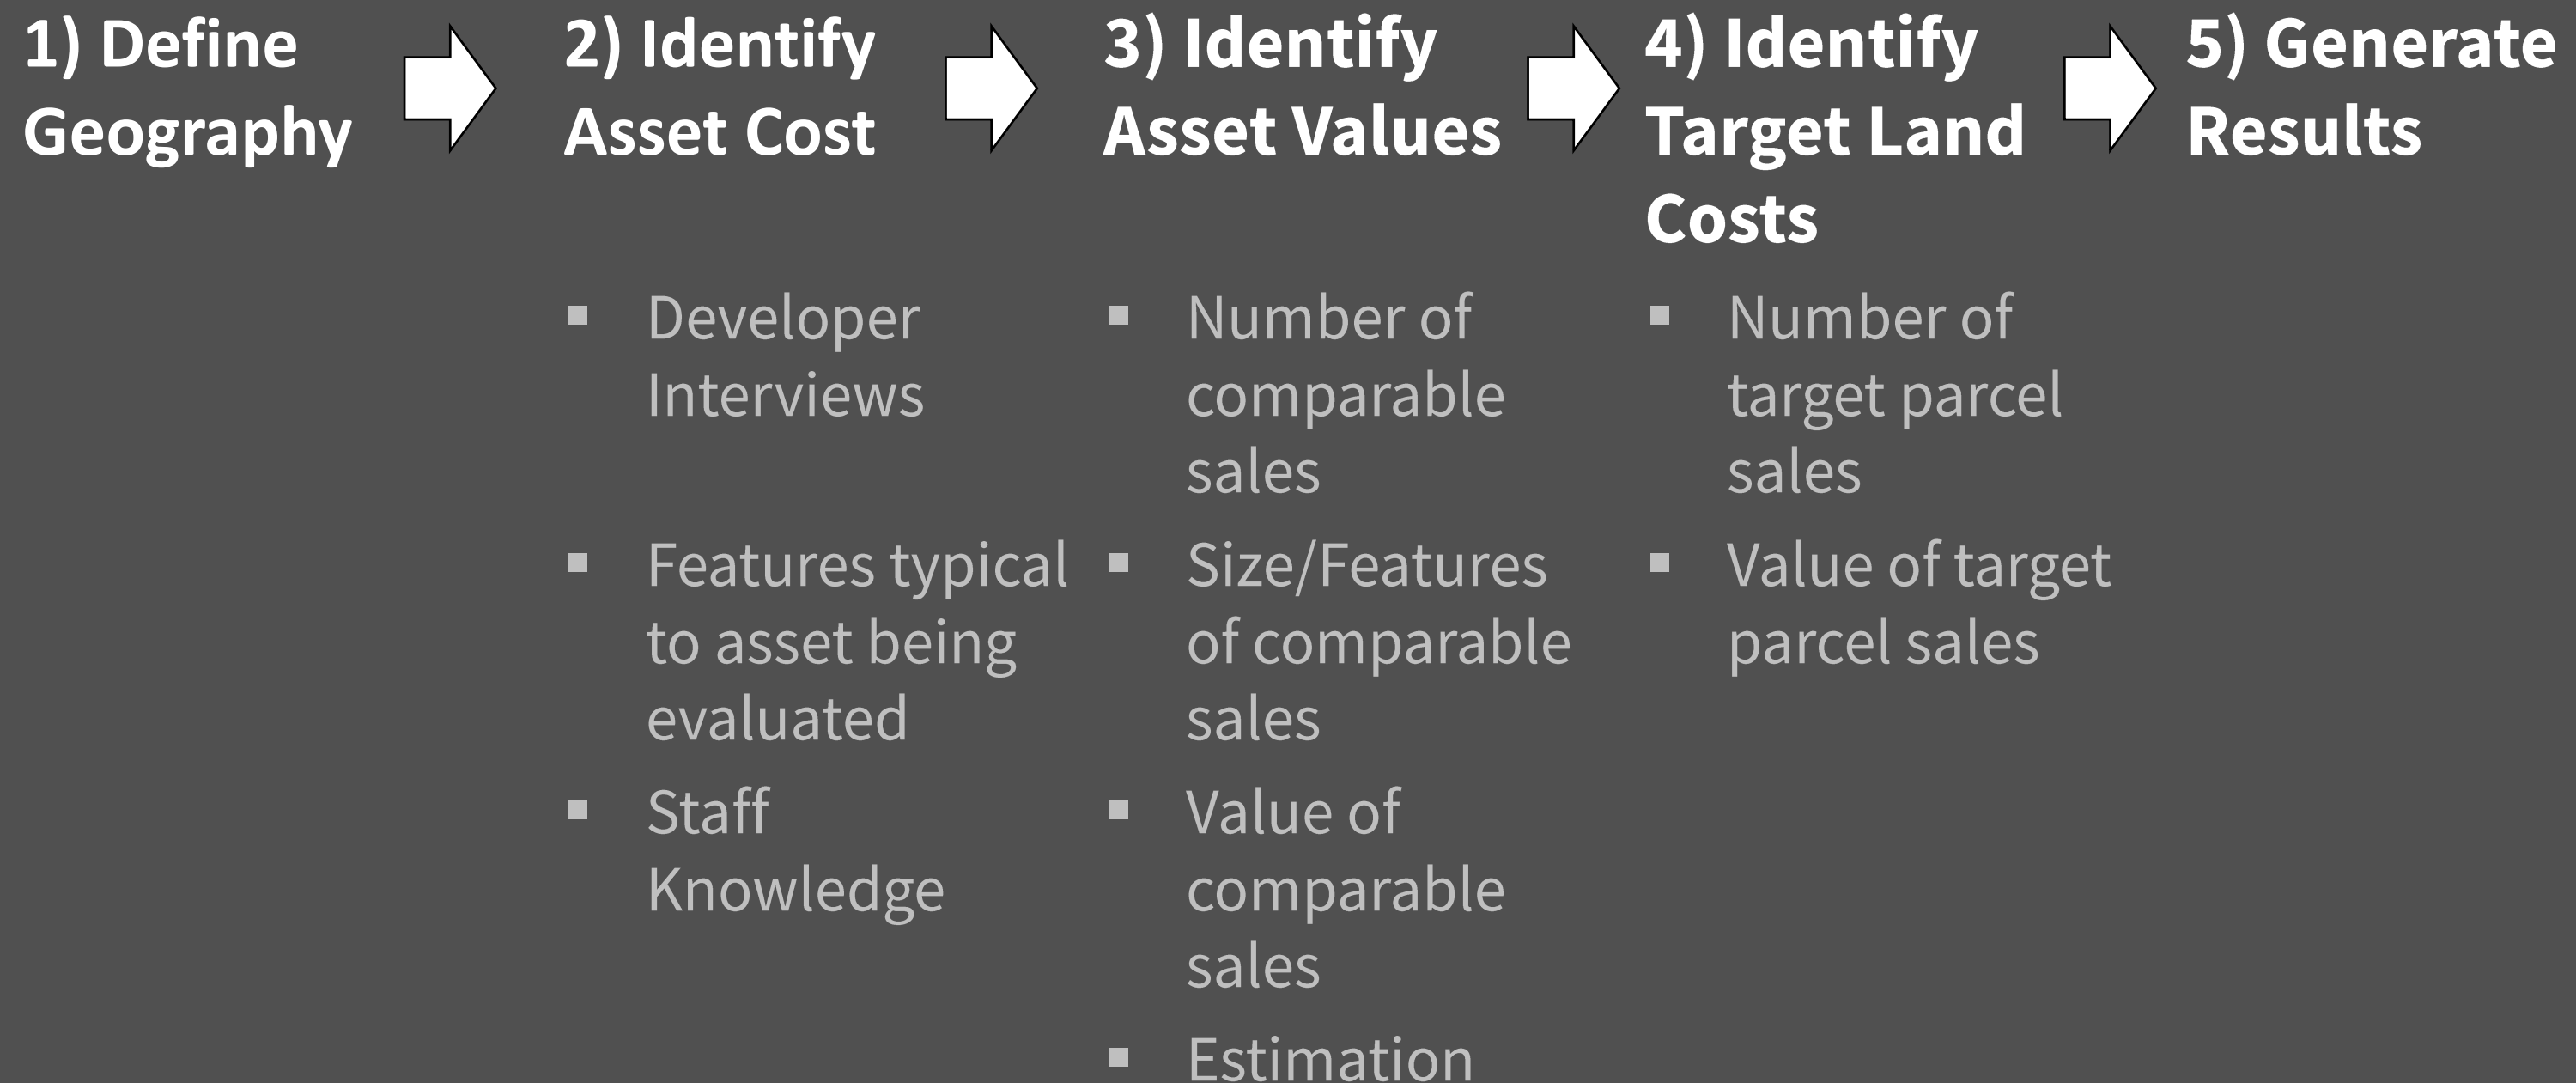 1) Define
Geography
2) Identify
Asset Cost
Developer
Interviews
Features typical
to asset being
evaluated
Staff
Knowledge
3) Identify
Asset Values
Number of
comparable
sales
Size/Features
of comparable
sales
Value of
comparable
sales
Estimation
4) Identify
Target Land
Costs
Number of
target parcel
sales
Value of target
parcel sales
5) Generate
Results